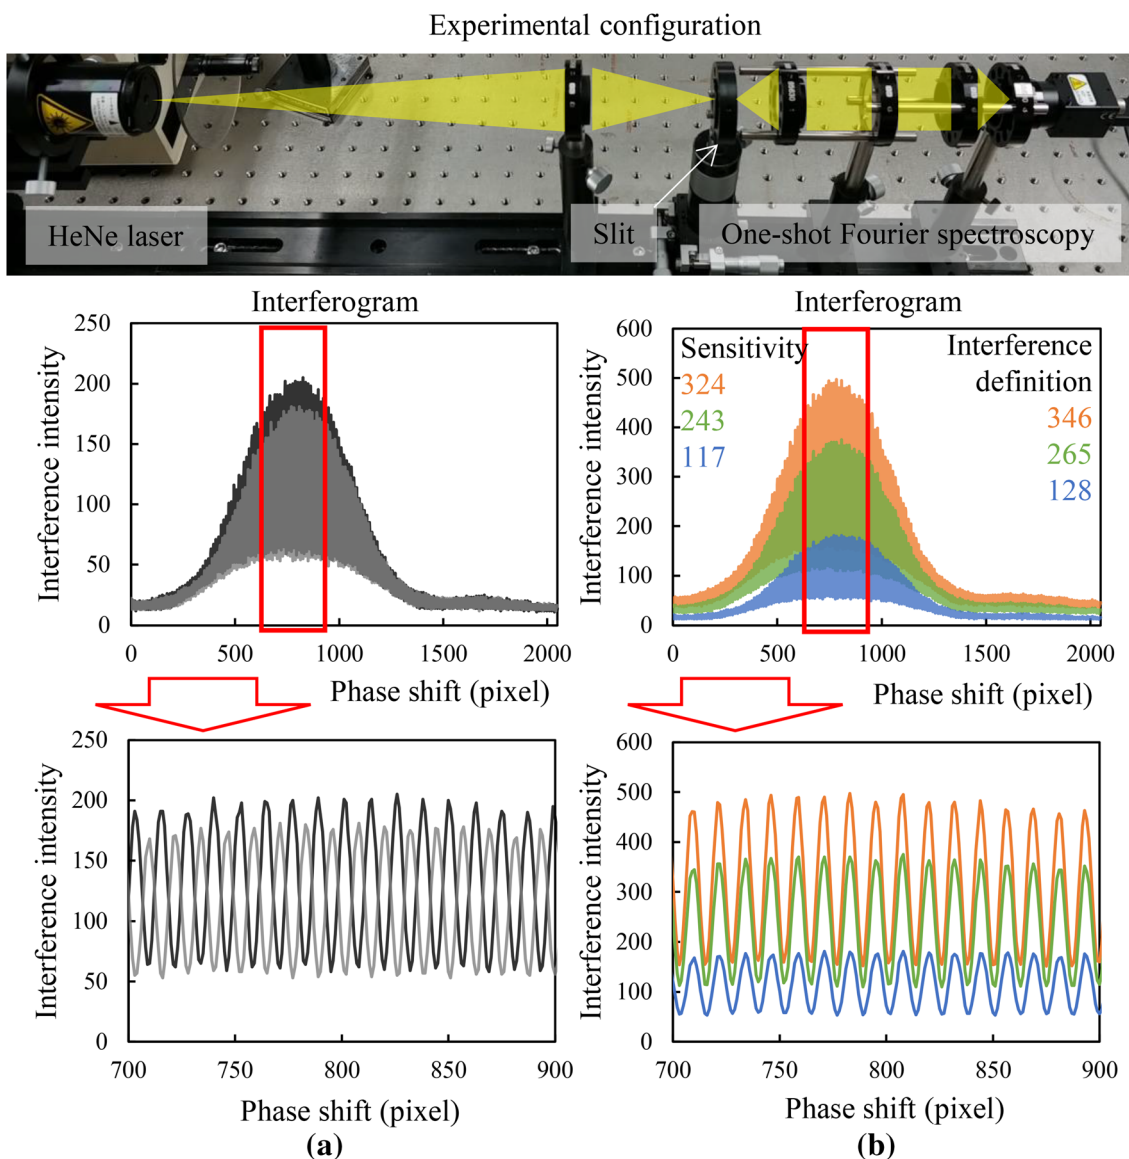 Experimental configuration
HeNe laser
Slit
One-shot Fourier spectroscopy
Interferogram
Interference intensity
250
200
150
100
50
0
0 500 1000 1500 2000
Phase shift (pixel)
Interferogram
Interference intensity
600
500
400
300
200
100
0
Sensitivity
324
243
117
Interference
definition
346
265
128
0 500 1000 1500 2000
Phase shift (pixel)
Interference intensity
250
200
150
100
50
0
700 750 800 850 900
Phase shift (pixel)
(a)
Interference intensity
600
500
400
300
200
100
0
700 750 800 850 900
Phase shift (pixel)
(b)